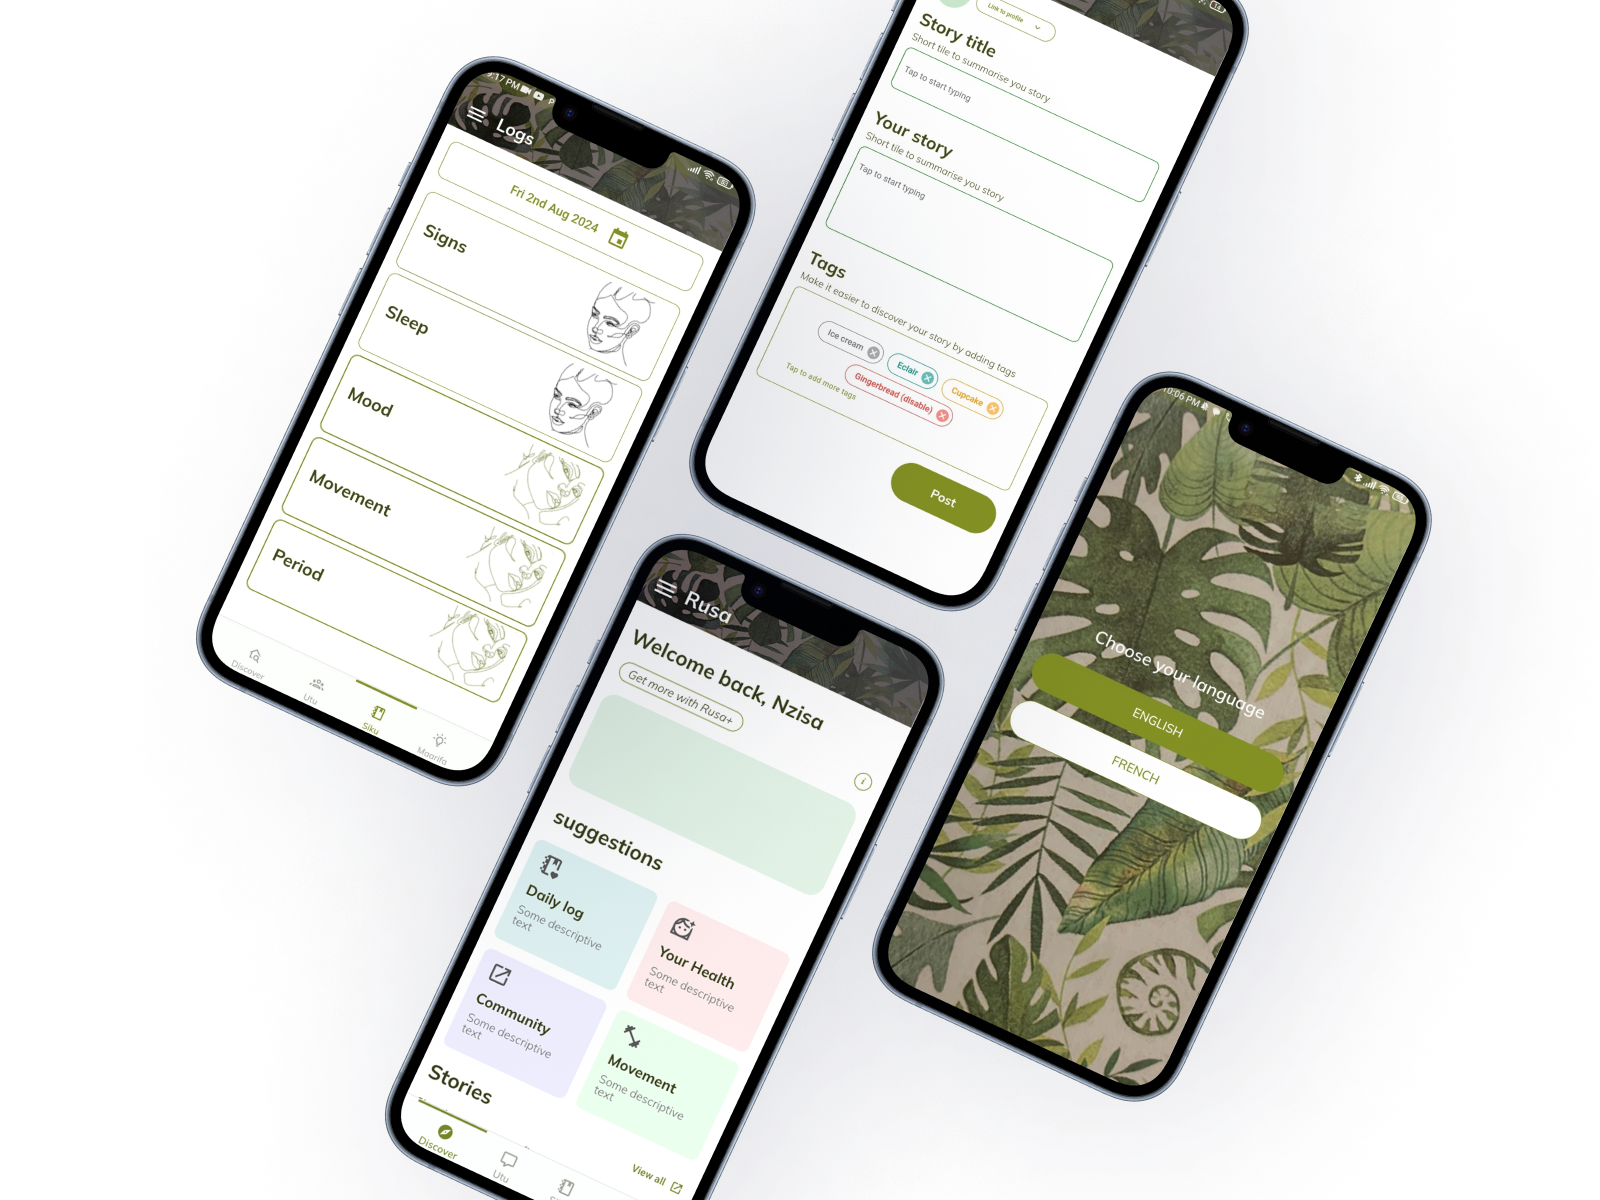 9:17 PM
Logs
Fri 2nd Aug 2024
Signs
Sleep
Mood
Movement
Period
Discover
Utu
Siku
Maarifa
Link to profile
Story title
Short tile to summarise you story
Tap to start typing
Your story
Short tile to summarise you story
Tap to start typing
Tags
Make it easier to discover your story by adding tags
Ice cream
Eclair
Cupcake
Gingerbread (disable)
Tap to add more tags
Post
Rusa
Welcome back, Nzisa
Get more with Rusa+
i
suggestions
Daily log
Some descriptive
text
Your Health
Some descriptive
text
Community
Some descriptive
text
Movement
Some descriptive
text
Stories
View all
Discover
Utu
10:06 PM
Choose your language
ENGLISH
FRENCH